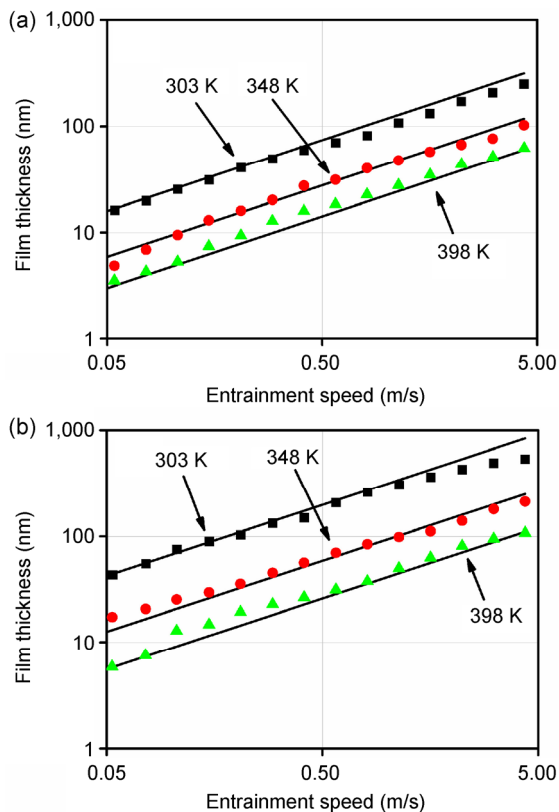 (a)
1,000
303 K
348 K
100
Film thickness (nm)
10
398 K
1
0.05
0.50
5.00
Entrainment speed (m/s)
(b)
1,000
303 K
348 K
100
Film thickness (nm)
10
398 K
1
0.05
0.50
5.00
Entrainment speed (m/s)